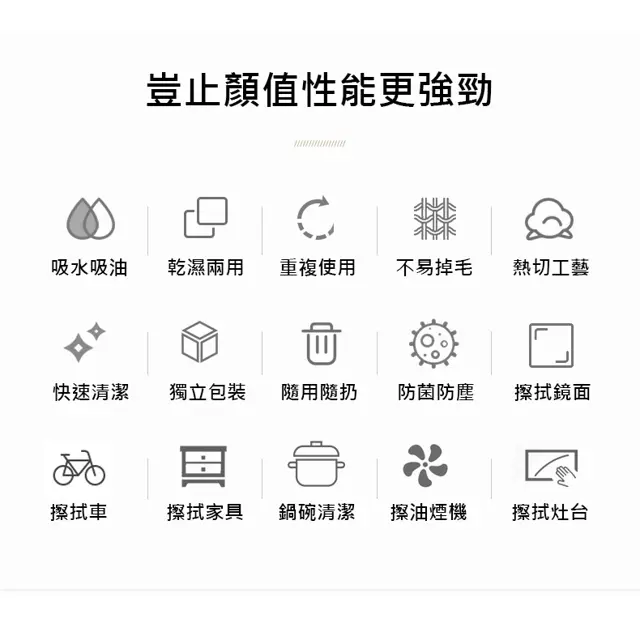 豈止顏值性能更強勁
吸水吸油 乾濕兩用 重複使用 不易掉毛 熱切工藝
快速清潔 獨立包裝 隨用隨扔 防菌防塵 擦拭鏡面
擦拭車 擦拭家具 鍋碗清潔 擦油煙機 擦拭灶台